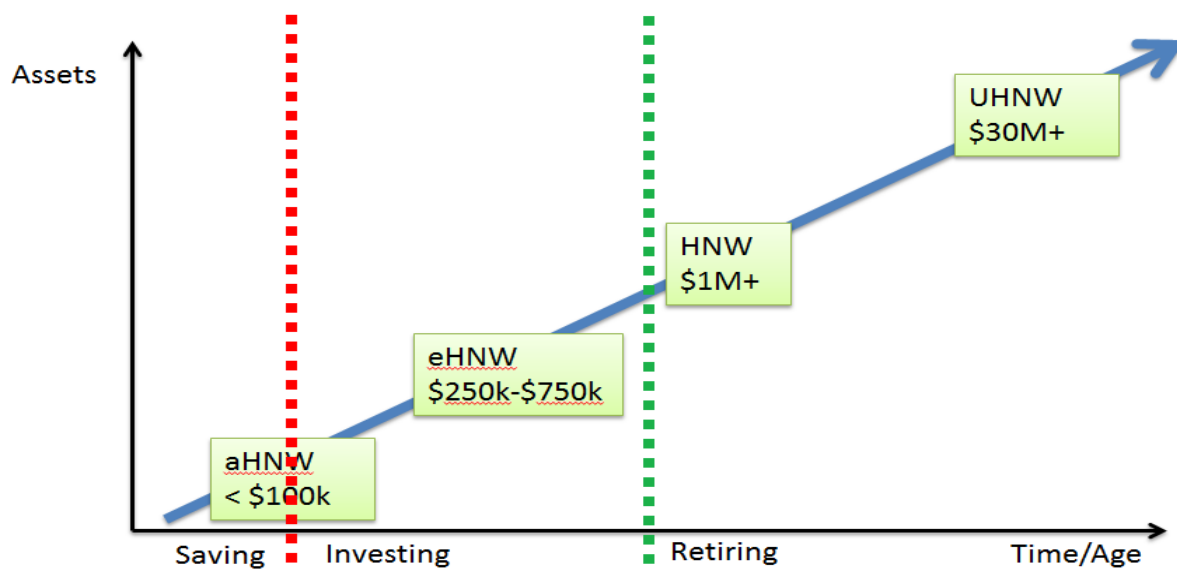 Assets
UHNW
$30M+
HNW
$1M+
eHNW
$250k-$750k
aHNW
< $100k
Saving
Investing
Retiring
Time/Age